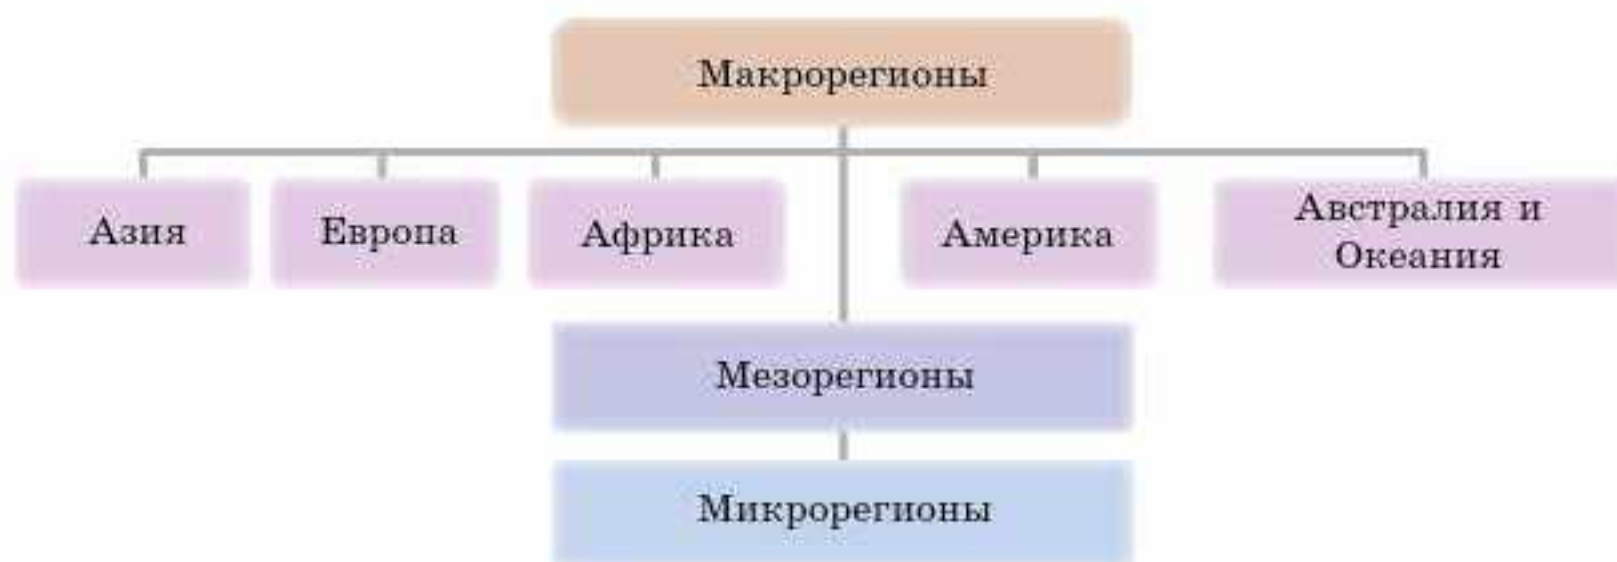 Макрорегионы
Азия
Европа
Африка
Америка
Австралия и
Океания
Мезорегионы
Микрорегионы